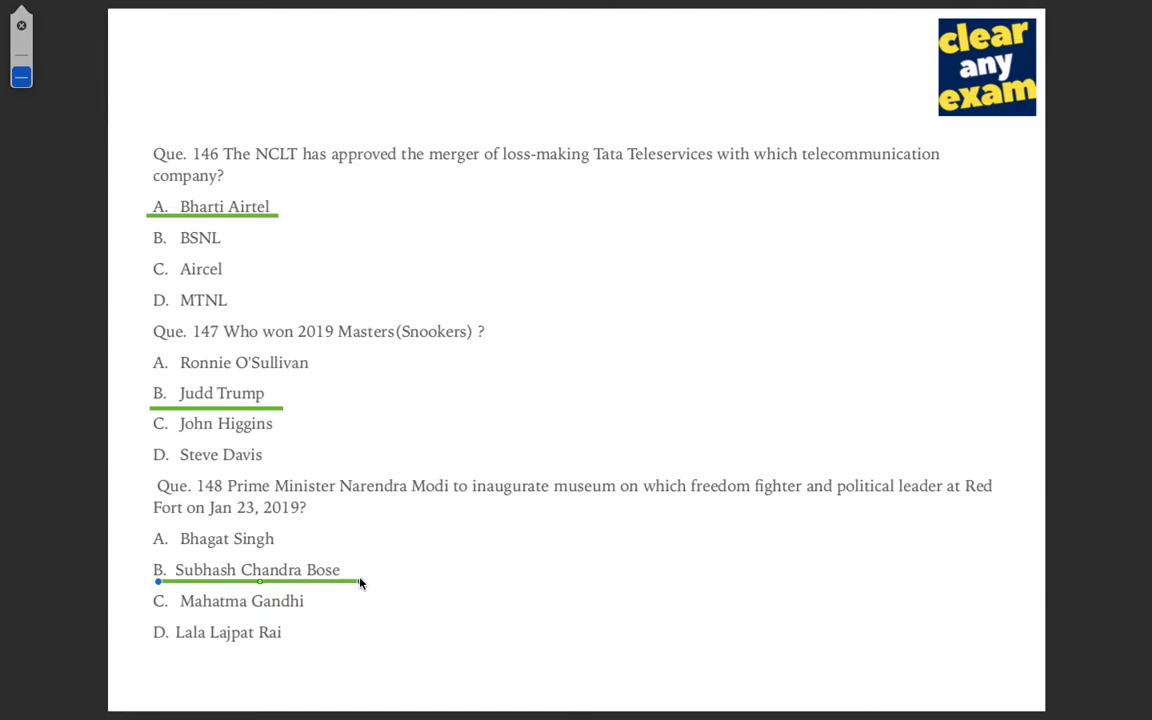 clear
any
exam
Que. 146 The NCLT has approved the merger of loss-making Tata Teleservices with which telecommunication
company?
A. Bharti Airtel
B. BSNL
C. Aircel
D. MTNL
Que. 147 Who won 2019 Masters(Snookers) ?
A. Ronnie O'Sullivan
B. Judd Trump
C. John Higgins
D. Steve Davis
Que. 148 Prime Minister Narendra Modi to inaugurate museum on which freedom fighter and political leader at Red
Fort on Jan 23, 2019?
A. Bhagat Singh
B. Subhash Chandra Bose
C. Mahatma Gandhi
D. Lala Lajpat Rai